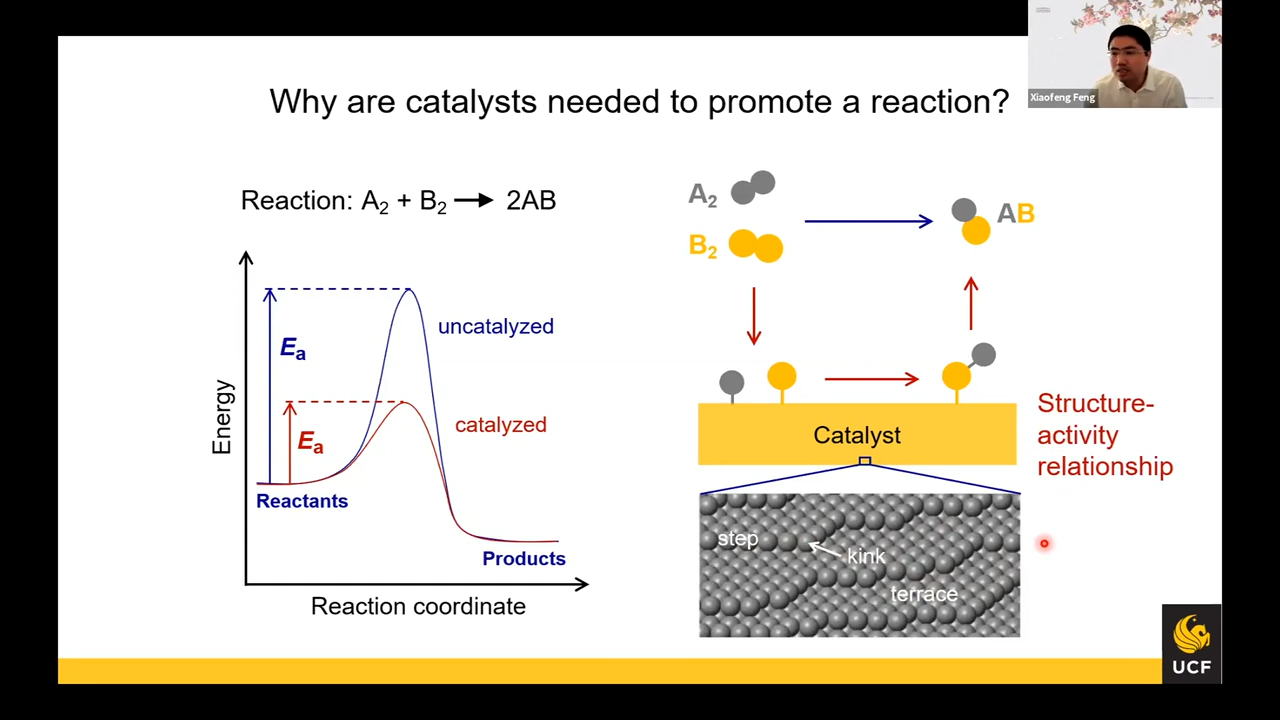 Xiaofeng Feng
Why are catalysts needed to promote a reaction?
Reaction: A₂ + B₂ → 2AB
Energy
Eₐ
uncatalyzed
Eₐ
catalyzed
Reactants
Products
Reaction coordinate
A₂
B₂
AB
Catalyst
Structure-
activity
relationship
step
kink
terrace
UCF